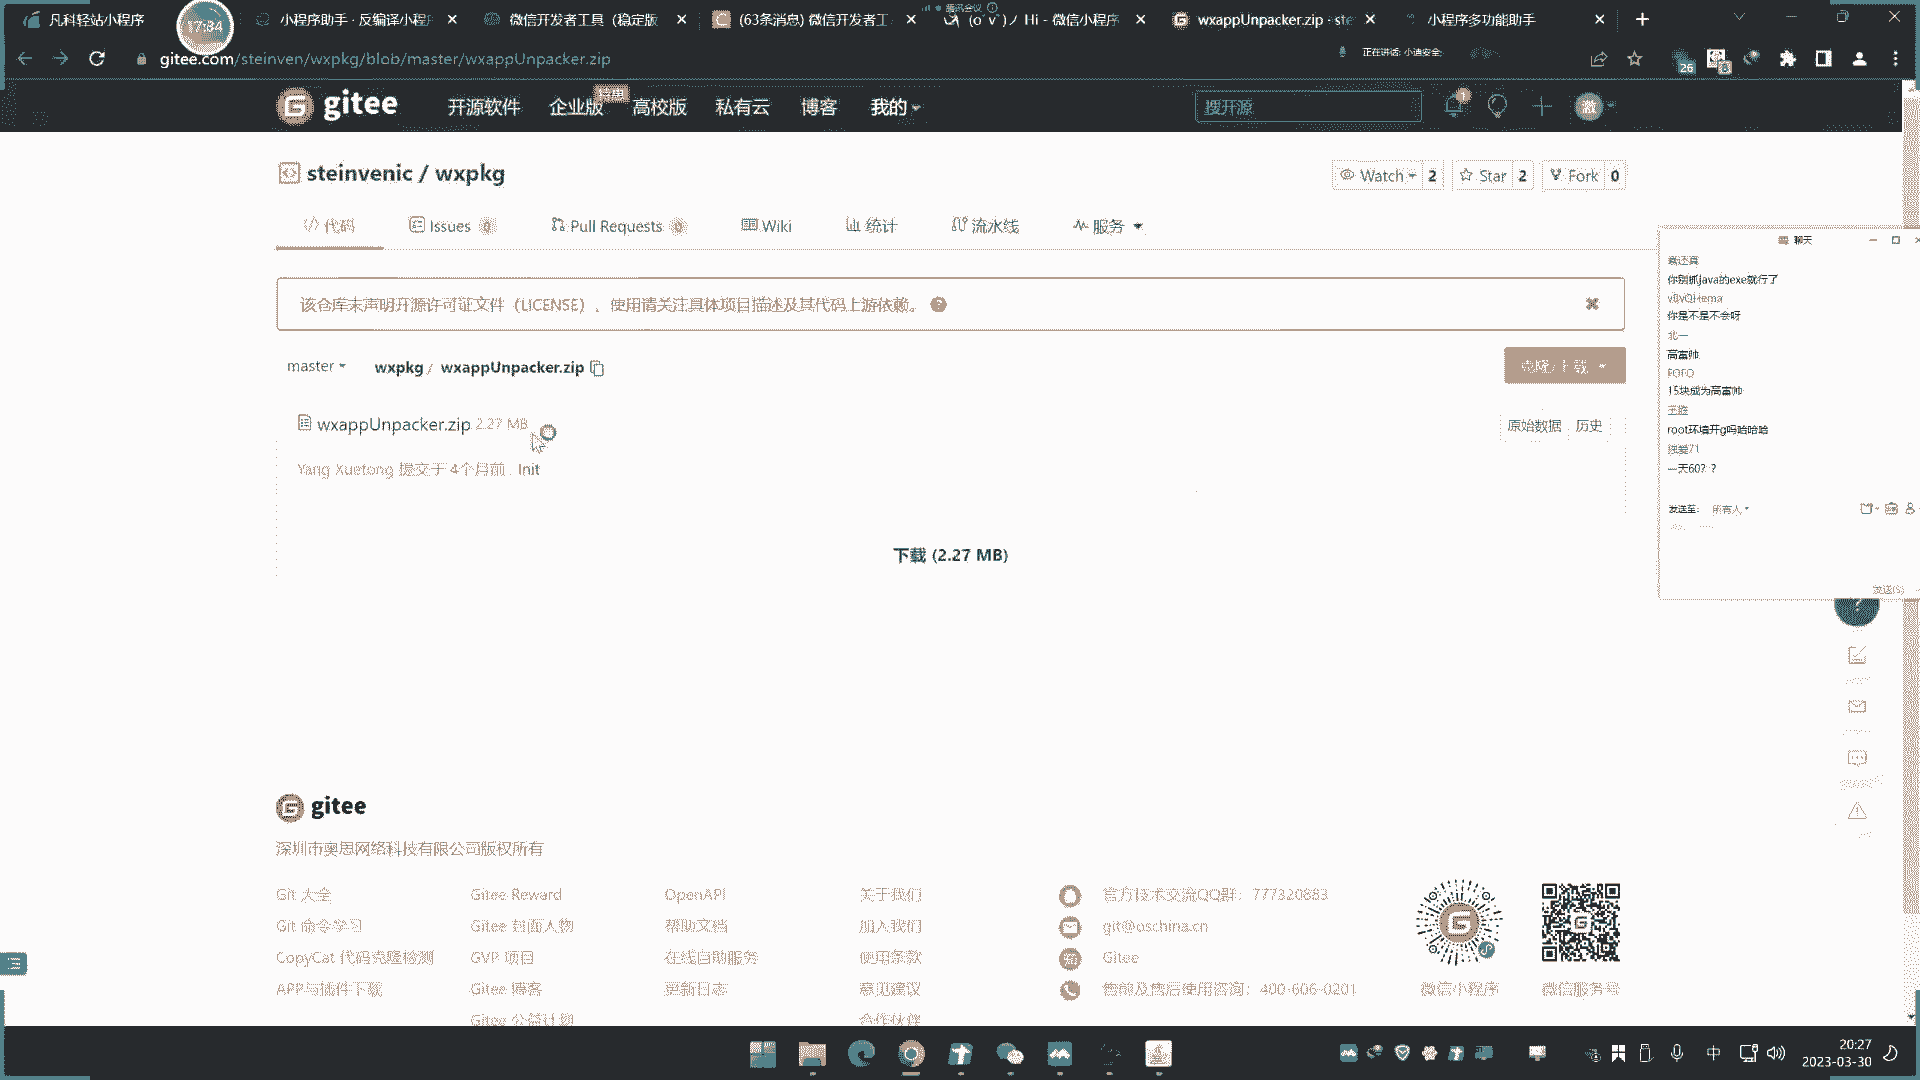 凡科轻站小程序
17:34
小程序助手 · 反编译小程序
微信开发者工具（稳定版
(63条消息) 微信开发者工
Hi - 微信小程序
wxappUnpacker.zip · ste
小程序多功能助手
腾讯会议
gitee.com/steinven/wxpkg/blob/master/wxappUnpacker.zip
正在讲话: 小迪安全;
26
gitee
开源软件
企业版
特惠
高校版
私有云
博客
我的
搜开源
1
激
steinvenic / wxpkg
Watch 2
Star 2
Fork 0
代码
Issues 0
Pull Requests 0
Wiki
统计
流水线
服务
该仓库未声明开源许可证文件（LICENSE），使用请关注具体项目描述及其代码上游依赖。
master
wxpkg / wxappUnpacker.zip
克隆/下载
wxappUnpacker.zip 2.27 MB
原始数据
历史
Yang Xuetong 提交于 4个月前 . Init
下载 (2.27 MB)
聊天
你别抓java的exe就行了
你是不是不会呀
北一
高富帅
POPO
15块成为高富帅
root环境开g吗哈哈哈
独爱71
一天60？？
发送至:
所有人
发送(S)
gitee
深圳市奥思网络科技有限公司版权所有
Git 大全
Git 命令学习
CopyCat 代码克隆检测
APP与插件下载
Gitee Reward
Gitee 封面人物
GVP 项目
Gitee 博客
Gitee 公益计划
OpenAPI
帮助文档
在线自助服务
更新日志
关于我们
加入我们
使用条款
意见建议
合作伙伴
官方技术交流QQ群：777320883
git@oschina.cn
Gitee
售前及售后使用咨询：400-606-0201
微信小程序
微信服务号
中
20:27
2023-03-30